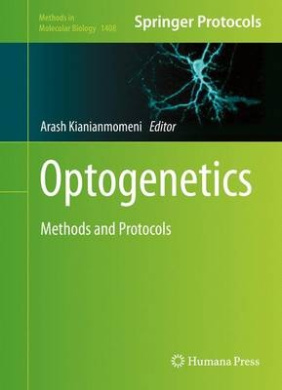 Methods in
Molecular Biology 1408
Springer Protocols
Arash Kianianmomeni Editor
Optogenetics
Methods and Protocols
Humana Press